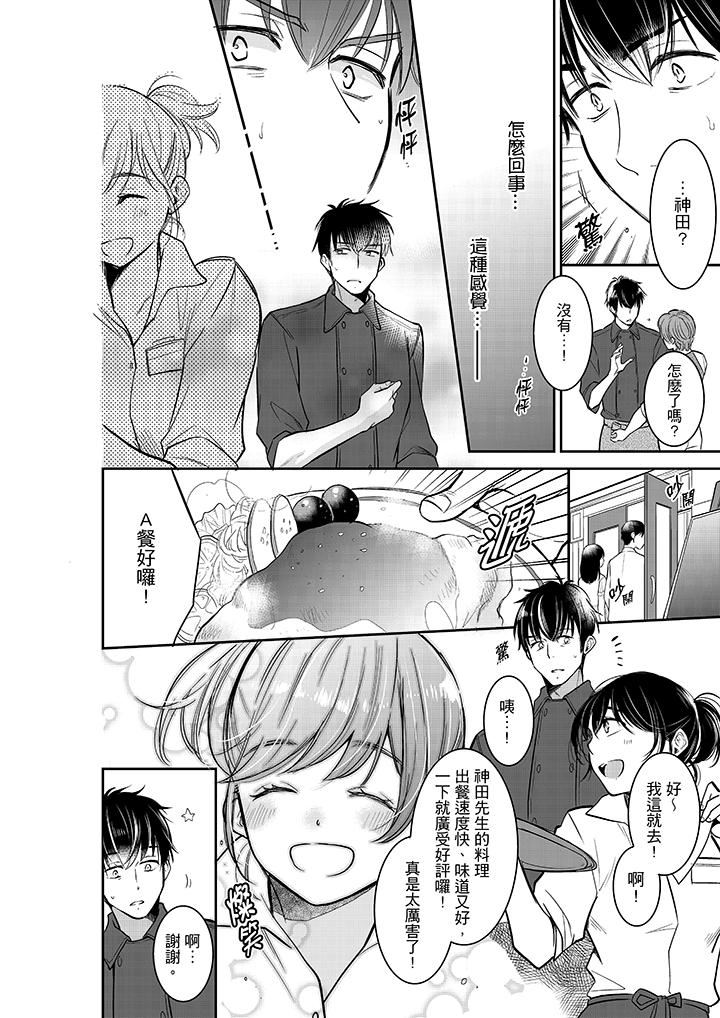 …神田？
驚
沒有…！
怎麼了嗎？
怎麼回事…
這種感覺…——
怦
怦
怦
怦
吵
鬧
吵
鬧
遞
A餐好囉！
好～
我這就去！
啊！
驚
咦…！
神田先生的料理
出餐速度快、味道又好，
一下就廣受好評囉！
真是太厲害了！
燦笑
啊…
謝謝。